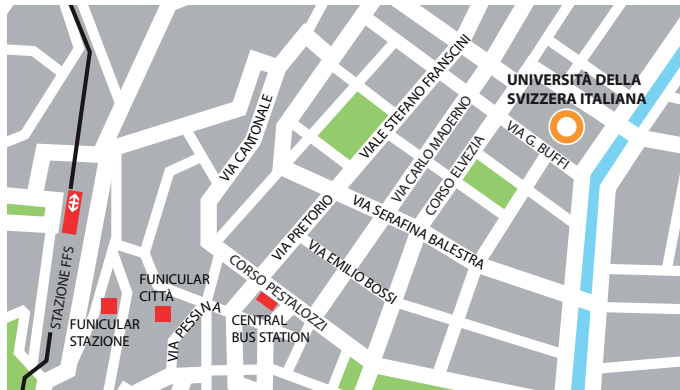 UNIVERSITÀ DELLA
SVIZZERA ITALIANA
VIALE STEFANO FRANSCINI
VIA CANTONALE
VIA CARLO MADERNO
CORSO ELVEZIA
VIA G. BUFFI
VIA SERAFINA BALESTRA
VIA PRETORIO
VIA EMILIO BOSSI
CORSO PESTALOZZI
STAZIONE FFS
FUNICULAR
CITTÀ
FUNICULAR
STAZIONE
VIA PESSINA
CENTRAL
BUS STATION